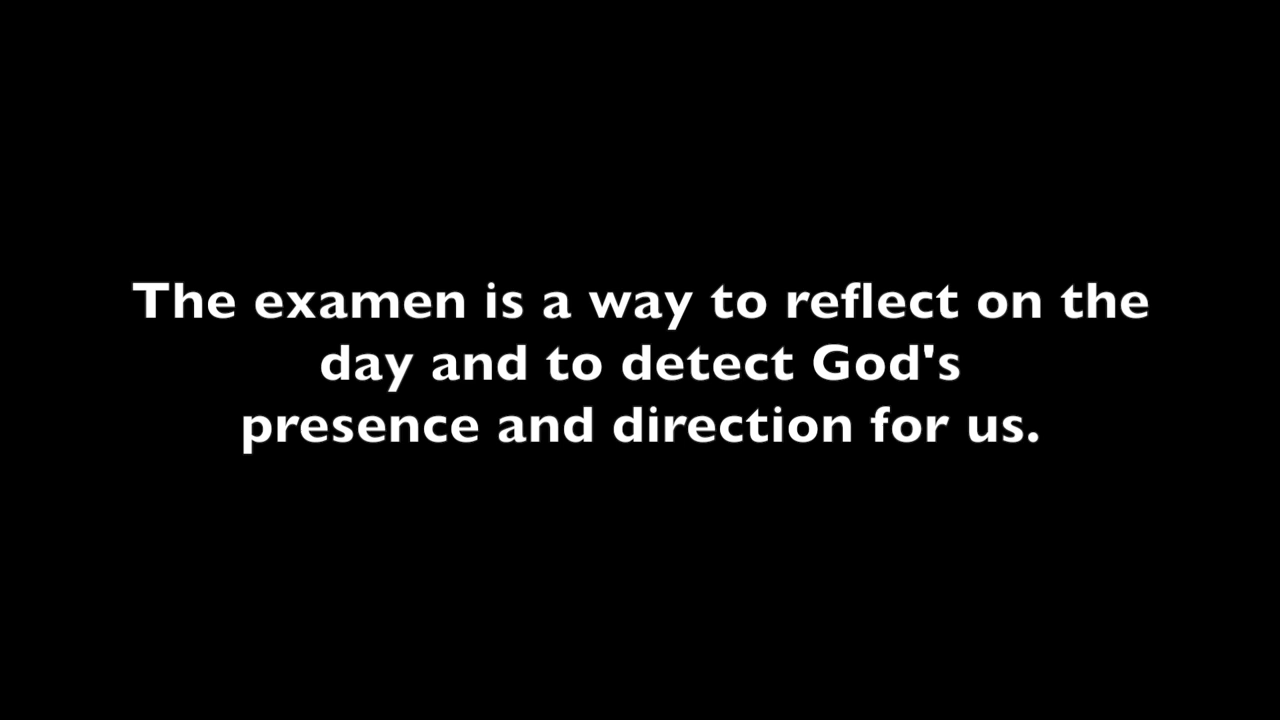 The examen is a way to reflect on the
day and to detect God's
presence and direction for us.